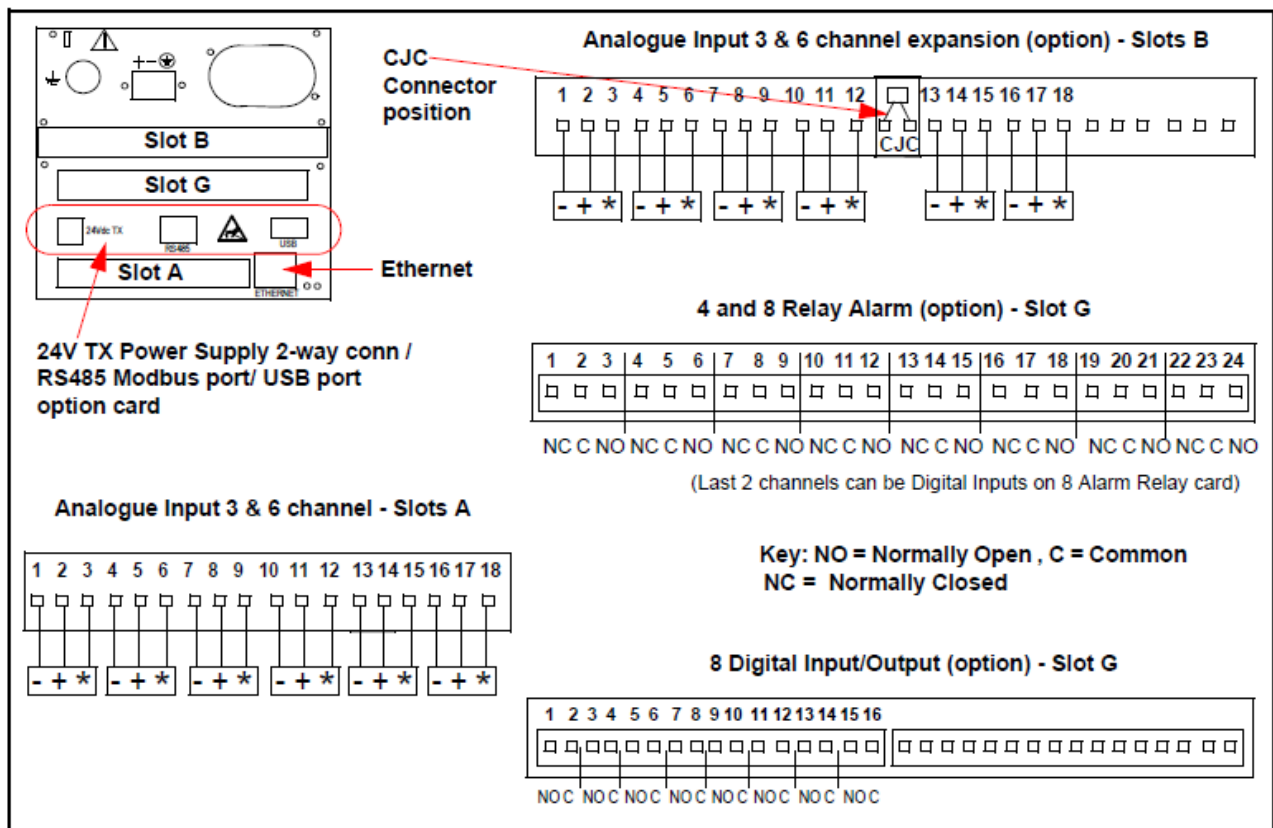 + -
CJC
Connector
position
Slot B
Slot G
24Vdc TX
RS485
USB
Slot A
ETHERNET
Ethernet
24V TX Power Supply 2-way conn /
RS485 Modbus port/ USB port
option card
Analogue Input 3 & 6 channel expansion (option) - Slots B
1 2 3 4 5 6 7 8 9 10 11 12 13 14 15 16 17 18
CJC
- + * - + * - + * - + * - + * - + *
4 and 8 Relay Alarm (option) - Slot G
1 2 3 4 5 6 7 8 9 10 11 12 13 14 15 16 17 18 19 20 21 22 23 24
NC C NO NC C NO NC C NO NC C NO NC C NO NC C NO NC C NO NC C NO
(Last 2 channels can be Digital Inputs on 8 Alarm Relay card)
Analogue Input 3 & 6 channel - Slots A
1 2 3 4 5 6 7 8 9 10 11 12 13 14 15 16 17 18
- + * - + * - + * - + * - + * - + *
Key: NO = Normally Open , C = Common
NC = Normally Closed
8 Digital Input/Output (option) - Slot G
1 2 3 4 5 6 7 8 9 10 11 12 13 14 15 16
NO C NO C NO C NO C NO C NO C NO C NO C